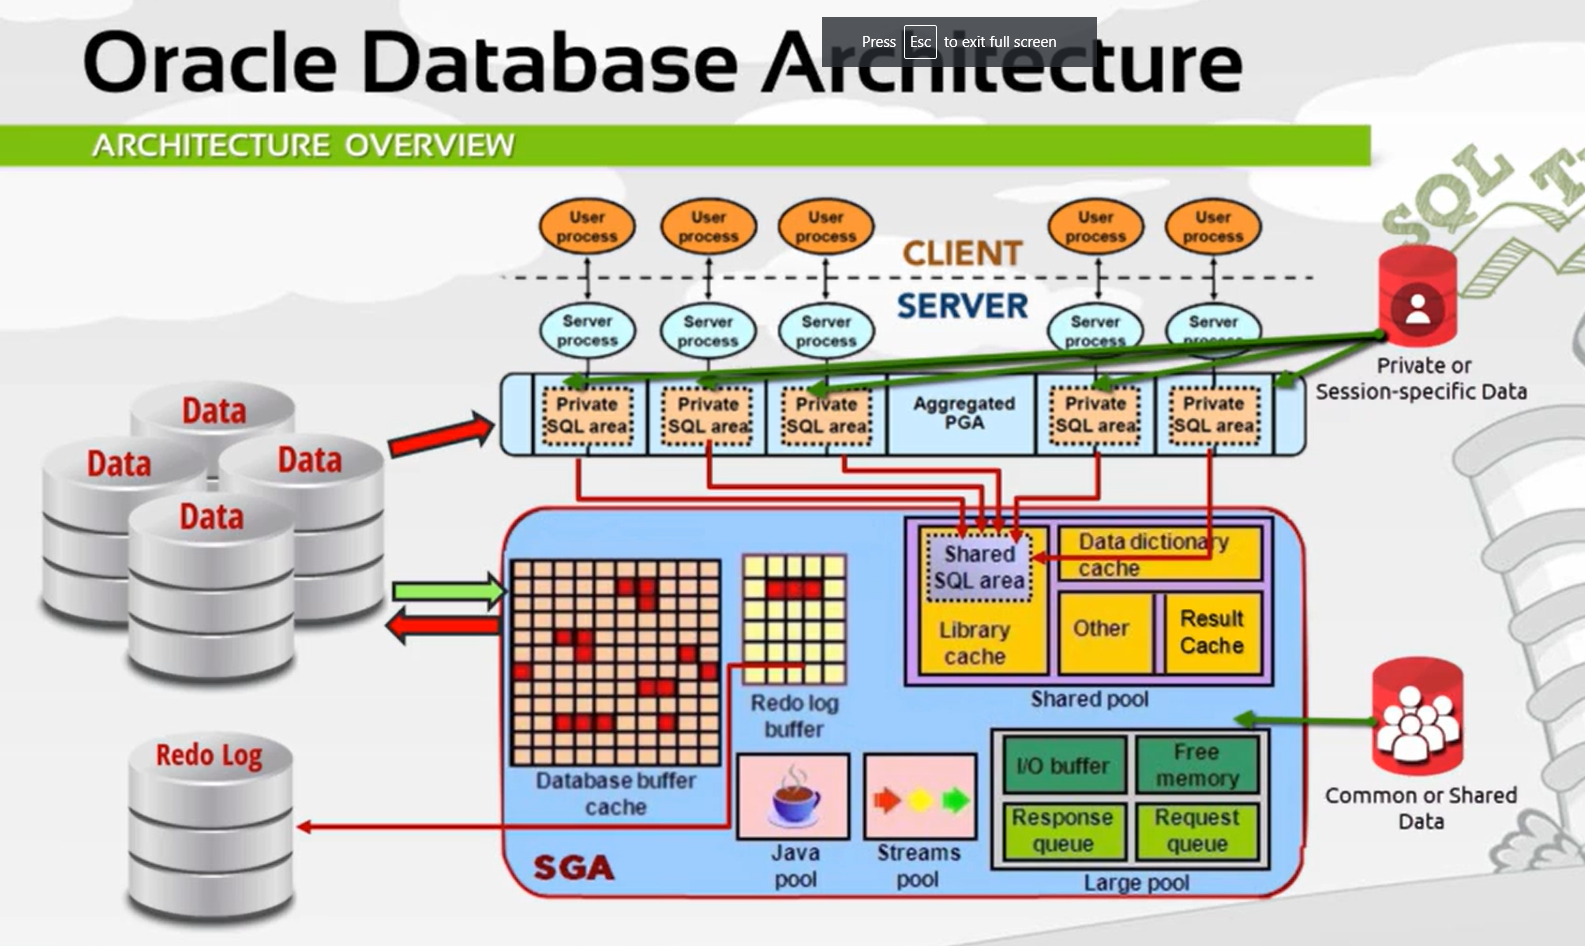 Oracle Database Architecture
Press Esc to exit full screen
ARCHITECTURE OVERVIEW
SQL
User process
User process
User process
User process
User process
CLIENT
SERVER
Server process
Server process
Server process
Server process
Server process
Private or
Session-specific Data
Private
SQL area
Private
SQL area
Private
SQL area
Aggregated
PGA
Private
SQL area
Private
SQL area
Data
Data
Data
Data
Shared
SQL area
Library
cache
Data dictionary
cache
Other
Result
Cache
Shared pool
Redo log
buffer
Database buffer
cache
Redo Log
I/O buffer
Free
memory
Response
queue
Request
queue
Large pool
Java
pool
Streams
pool
SGA
Common or Shared
Data